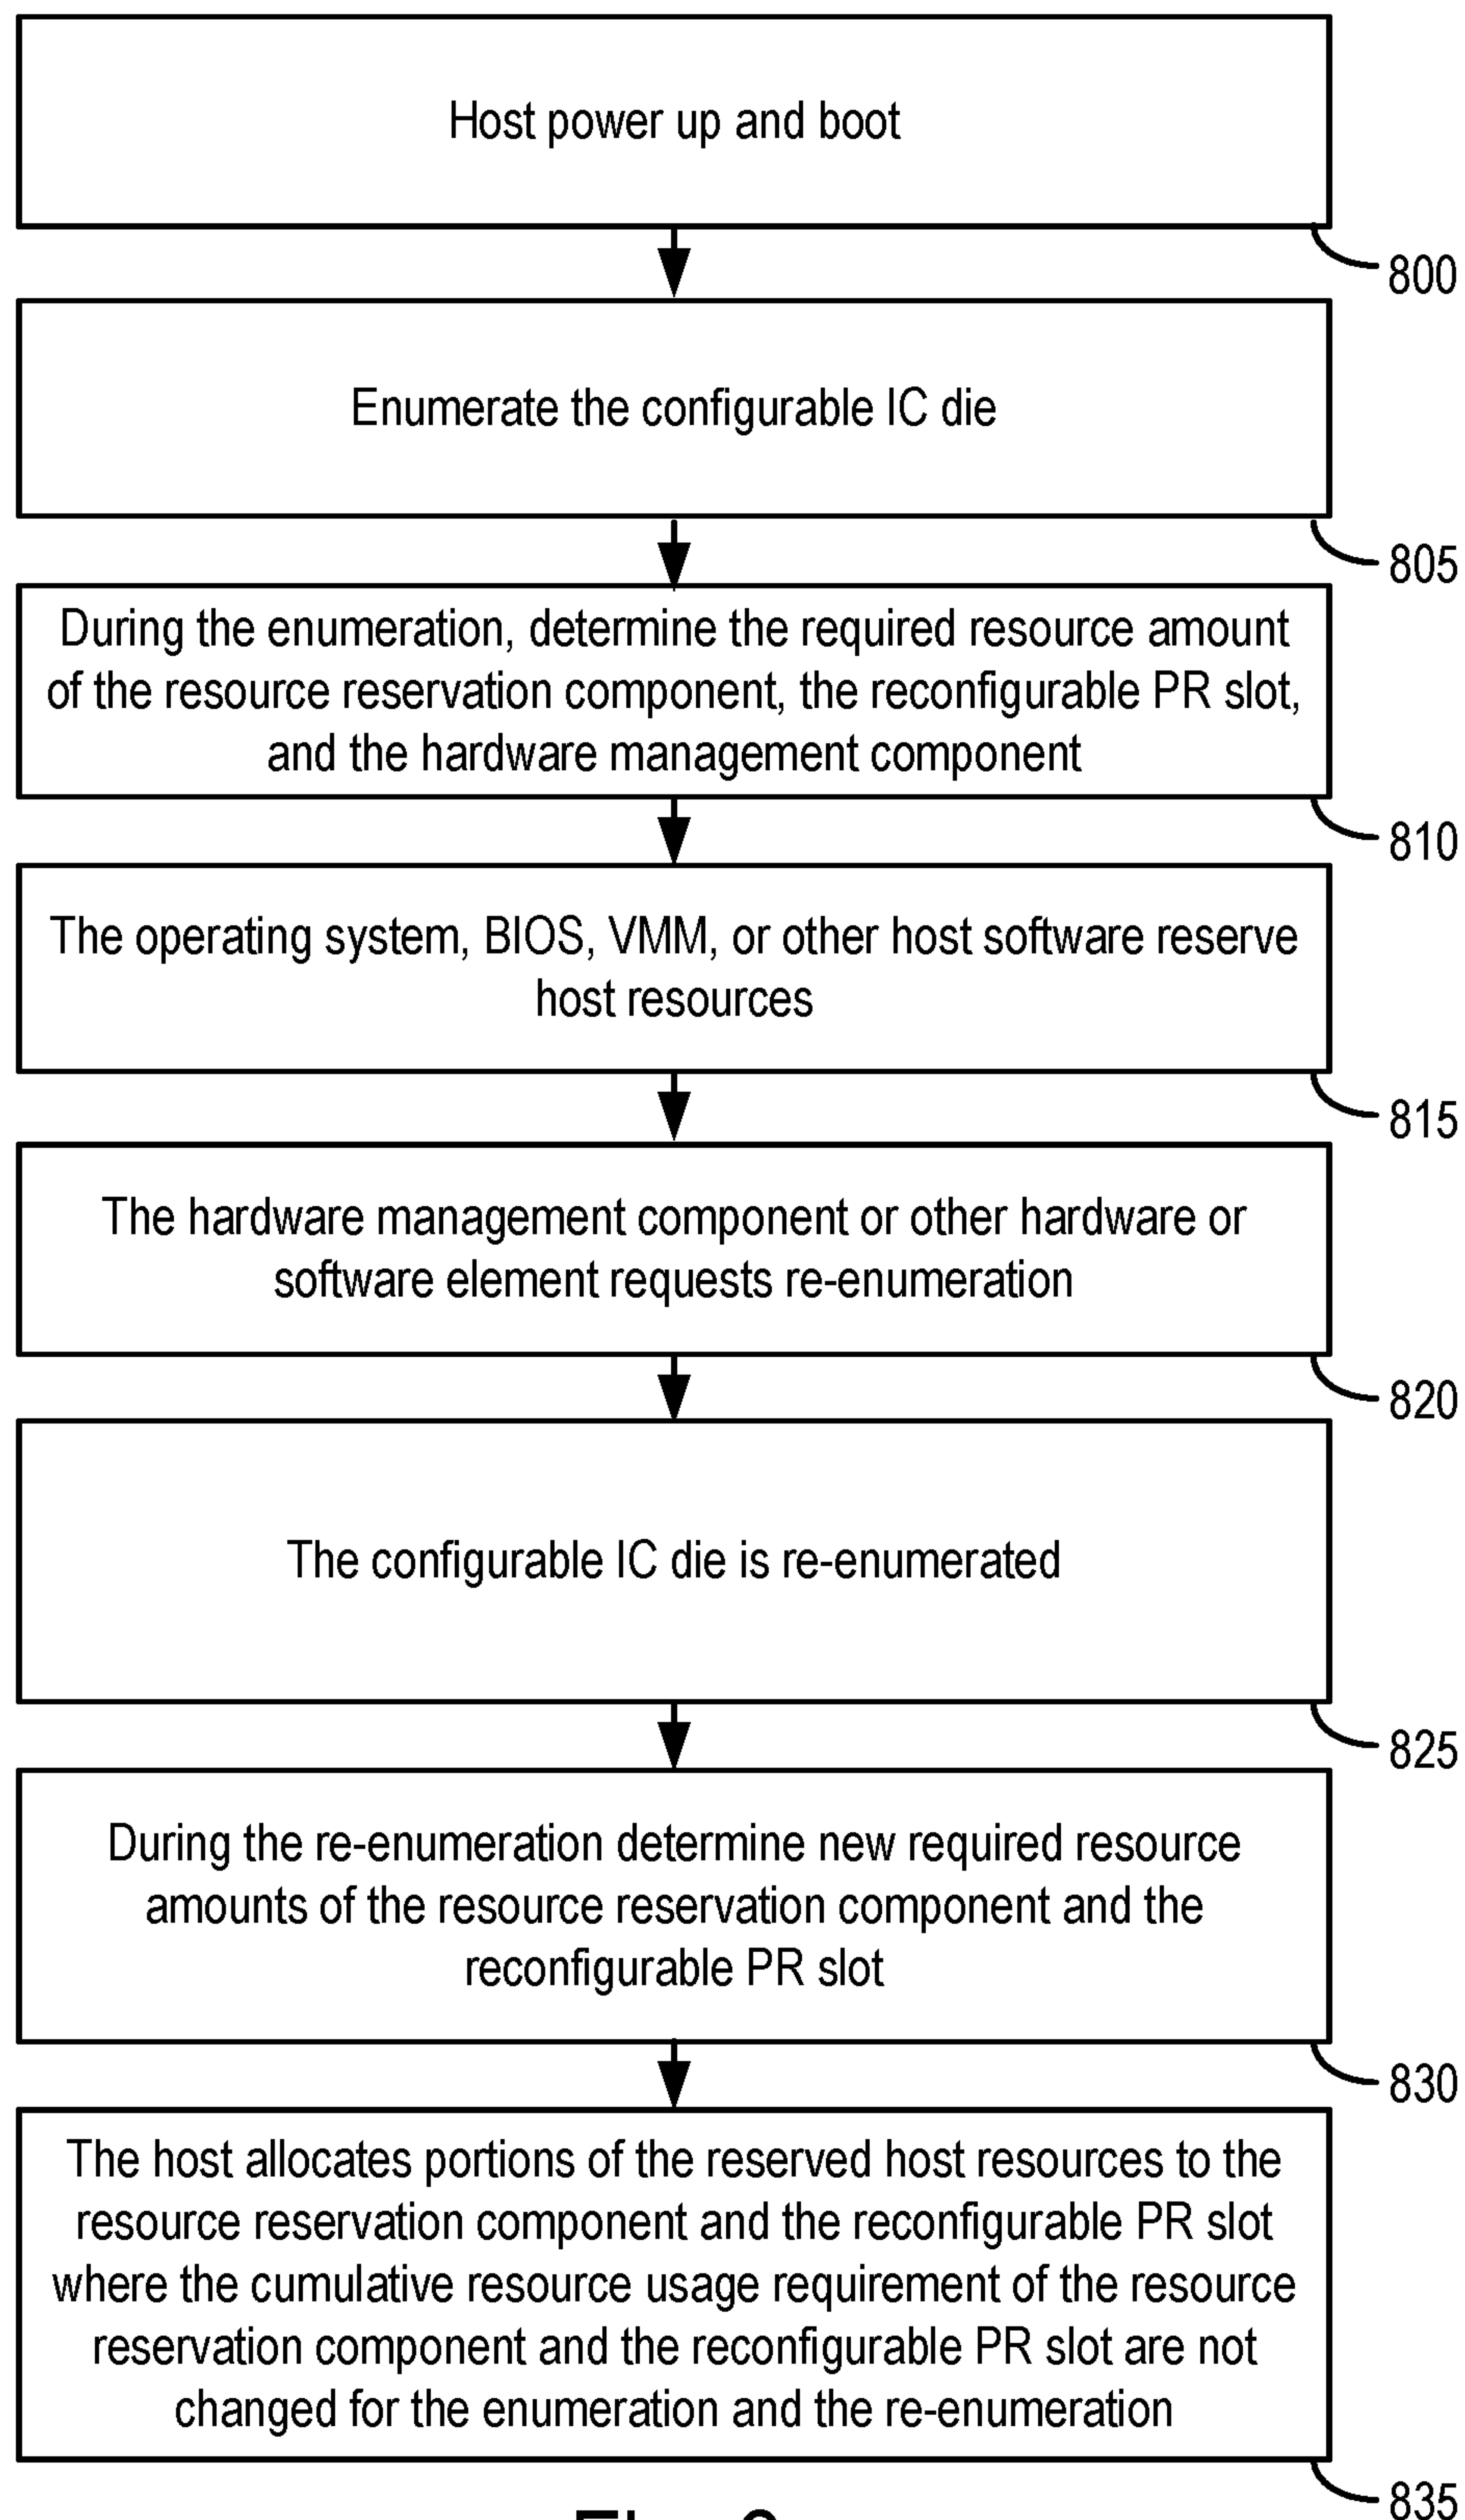 Host power up and boot
800
Enumerate the configurable IC die
805
During the enumeration, determine the required resource amount
of the resource reservation component, the reconfigurable PR slot,
and the hardware management component
810
The operating system, BIOS, VMM, or other host software reserve
host resources
815
The hardware management component or other hardware or
software element requests re-enumeration
820
The configurable IC die is re-enumerated
825
During the re-enumeration determine new required resource
amounts of the resource reservation component and the
reconfigurable PR slot
830
The host allocates portions of the reserved host resources to the
resource reservation component and the reconfigurable PR slot
where the cumulative resource usage requirement of the resource
reservation component and the reconfigurable PR slot are not
changed for the enumeration and the re-enumeration
835